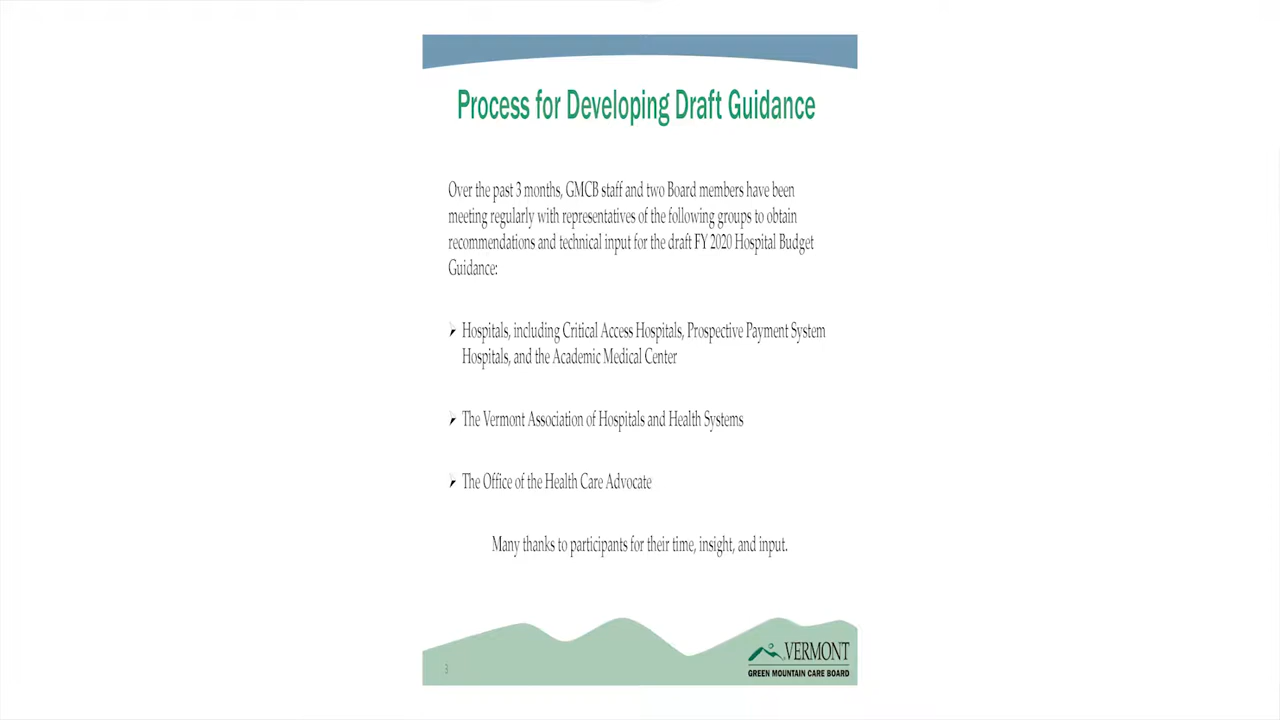 Process for Developing Draft Guidance
Over the past 3 months, GMCB staff and two Board members have been
meeting regularly with representatives of the following groups to obtain
recommendations and technical input for the draft FY 2020 Hospital Budget
Guidance:
➢ Hospitals, including Critical Access Hospitals, Prospective Payment System
Hospitals, and the Academic Medical Center
➢ The Vermont Association of Hospitals and Health Systems
➢ The Office of the Health Care Advocate
Many thanks to participants for their time, insight, and input.
3
VERMONT
GREEN MOUNTAIN CARE BOARD